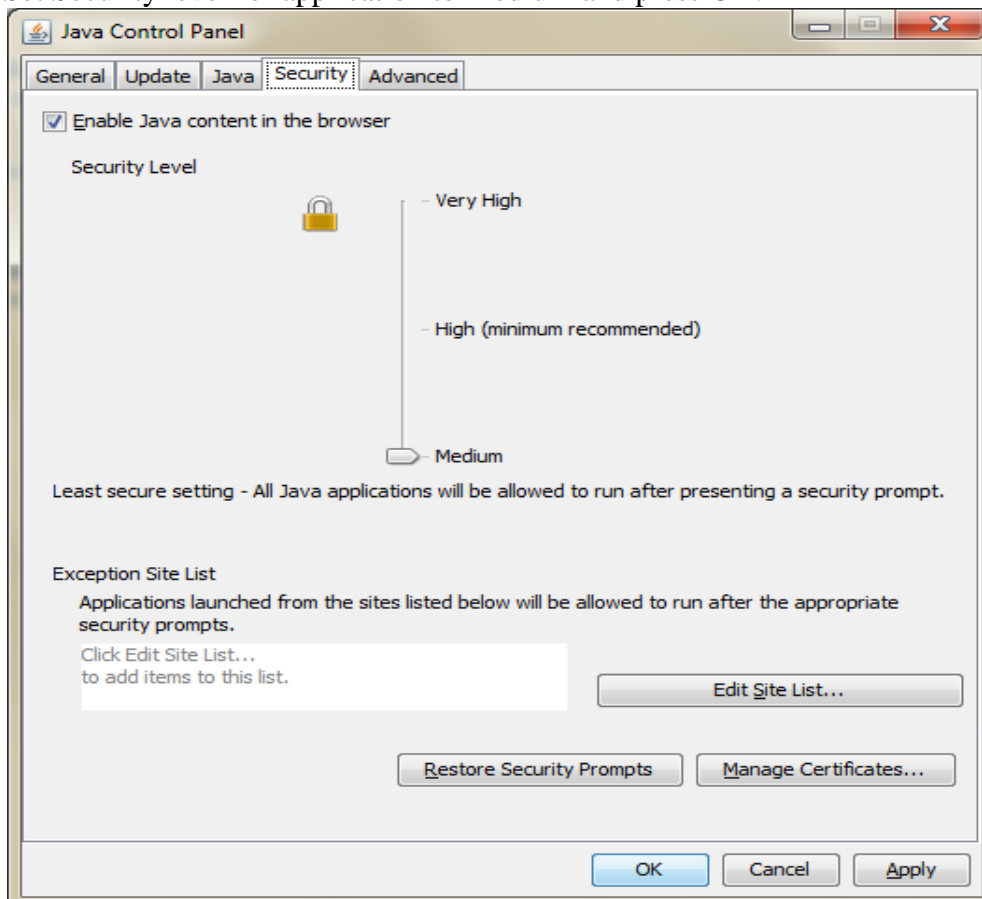 Java Control Panel
General Update Java Security Advanced
Enable Java content in the browser
Security Level
Very High
High (minimum recommended)
Medium
Least secure setting - All Java applications will be allowed to run after presenting a security prompt.
Exception Site List
Applications launched from the sites listed below will be allowed to run after the appropriate
security prompts.
Click Edit Site List...
to add items to this list.
Edit Site List...
Restore Security Prompts Manage Certificates...
OK Cancel Apply